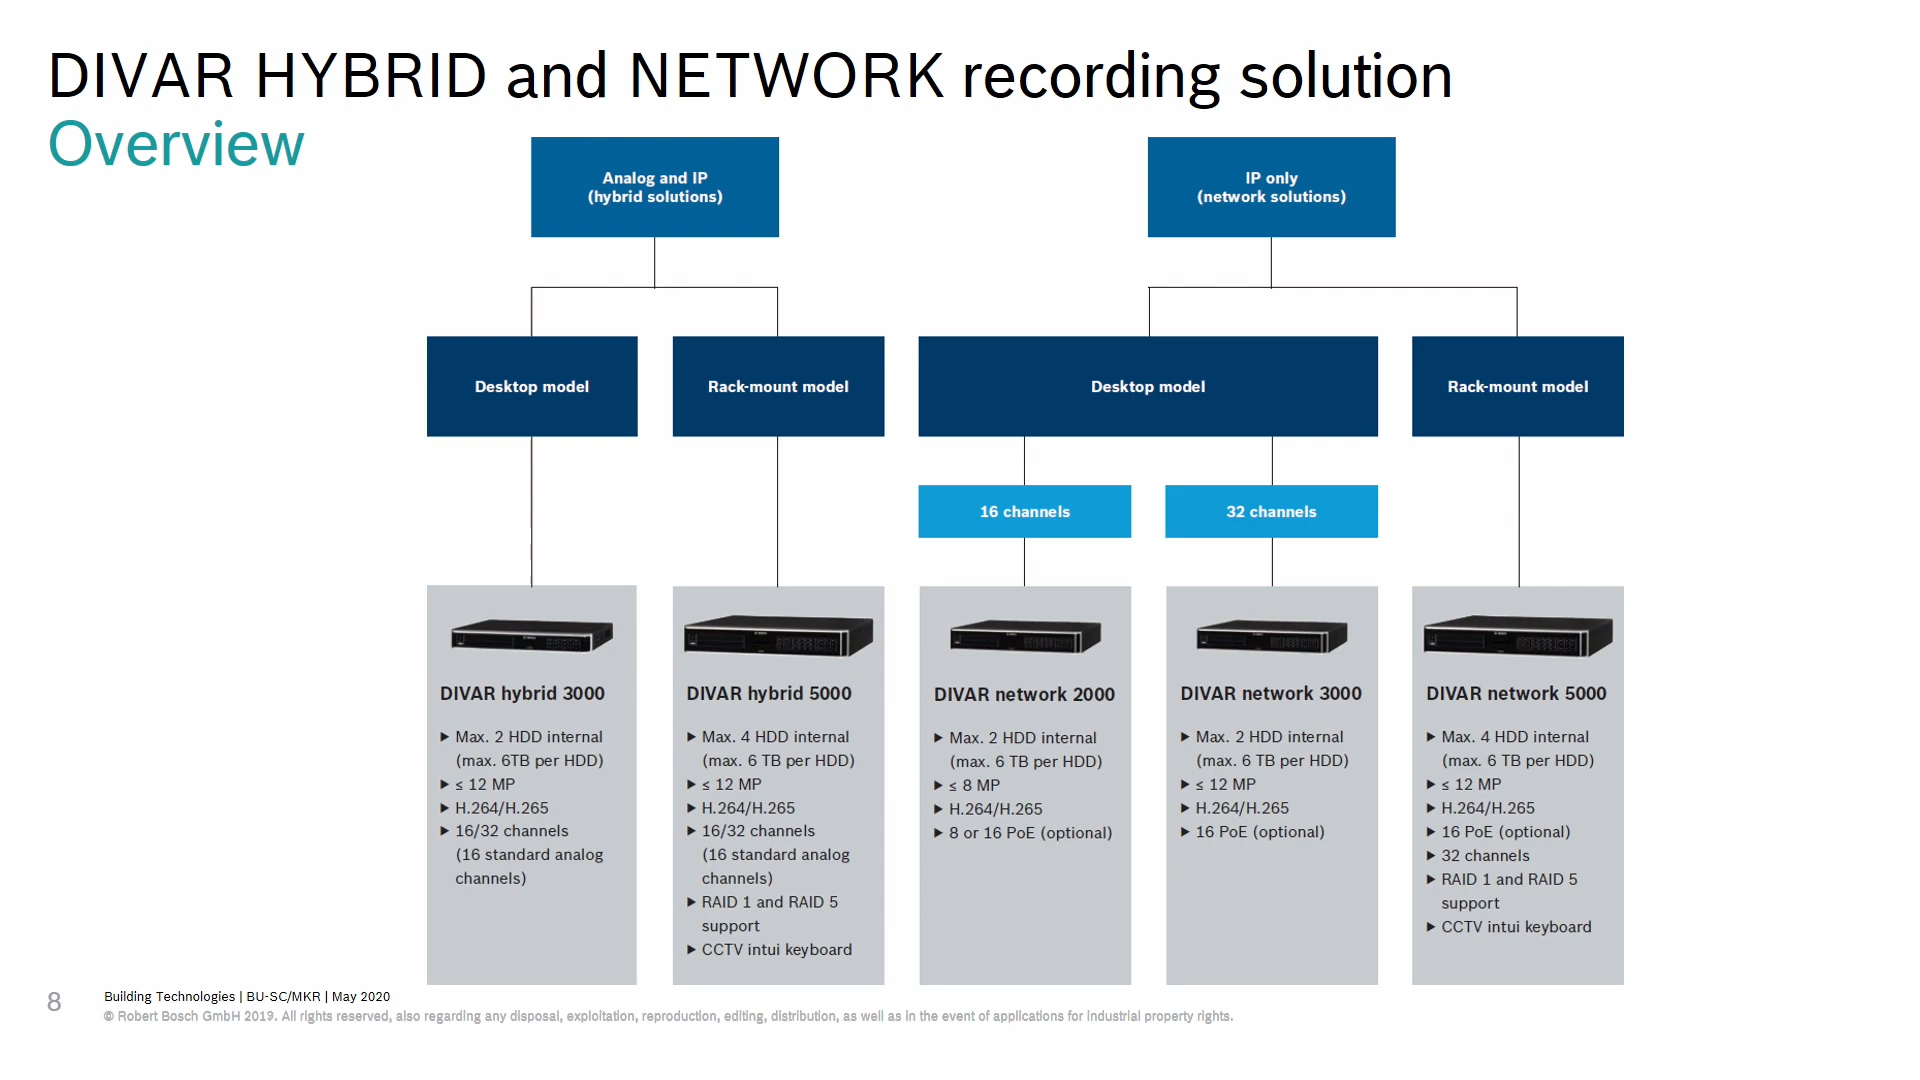 DIVAR HYBRID and NETWORK recording solution
Overview
Analog and IP
(hybrid solutions)
IP only
(network solutions)
Desktop model
Rack-mount model
Desktop model
Rack-mount model
16 channels
32 channels
DIVAR hybrid 3000
Max. 2 HDD internal
(max. 6TB per HDD)
≤ 12 MP
H.264/H.265
16/32 channels
(16 standard analog
channels)
DIVAR hybrid 5000
Max. 4 HDD internal
(max. 6 TB per HDD)
≤ 12 MP
H.264/H.265
16/32 channels
(16 standard analog
channels)
RAID 1 and RAID 5
support
CCTV intui keyboard
DIVAR network 2000
Max. 2 HDD internal
(max. 6 TB per HDD)
≤ 8 MP
H.264/H.265
8 or 16 PoE (optional)
DIVAR network 3000
Max. 2 HDD internal
(max. 6 TB per HDD)
≤ 12 MP
H.264/H.265
16 PoE (optional)
DIVAR network 5000
Max. 4 HDD internal
(max. 6 TB per HDD)
≤ 12 MP
H.264/H.265
16 PoE (optional)
32 channels
RAID 1 and RAID 5
support
CCTV intui keyboard
8
Building Technologies | BU-SC/MKR | May 2020
© Robert Bosch GmbH 2019. All rights reserved, also regarding any disposal, exploitation, reproduction, editing, distribution, as well as in the event of applications for industrial property rights.